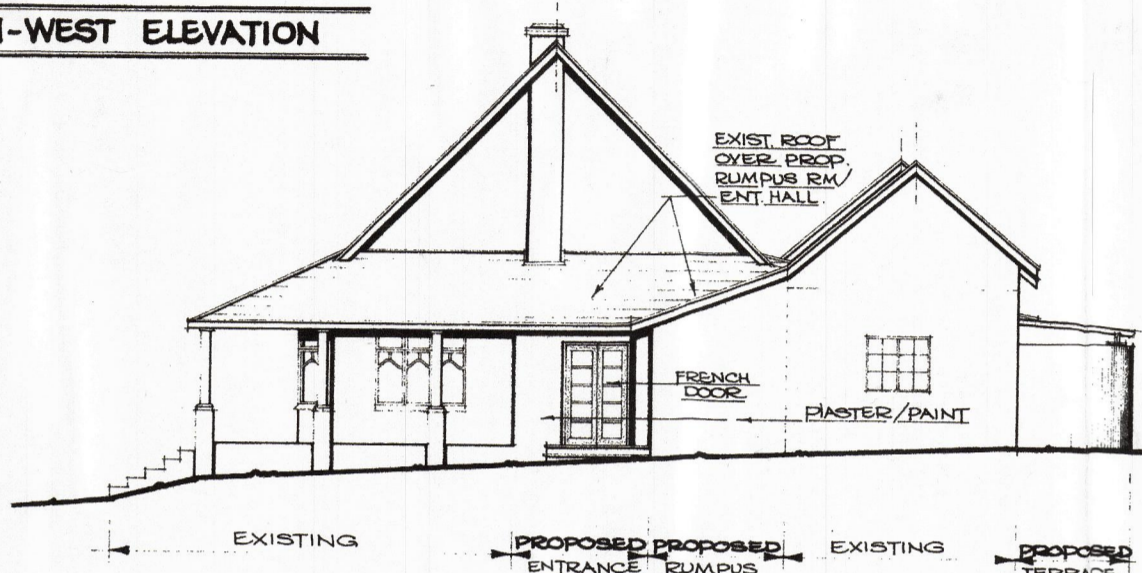 -WEST ELEVATION
EXIST. ROOF
OVER PROP.
RUMPUS RM/
ENT. HALL.
FRENCH
DOOR
PLASTER/PAINT
EXISTING
PROPOSED
ENTRANCE
PROPOSED
RUMPUS
EXISTING
PROPOSED
TERRACE